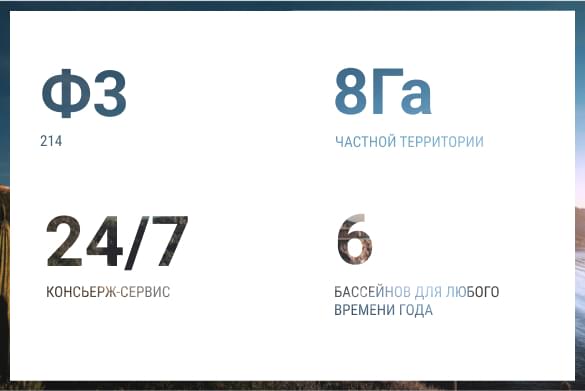 ФЗ
214
8Га
ЧАСТНОЙ ТЕРРИТОРИИ
24/7
КОНСЬЕРЖ-СЕРВИС
6
БАССЕЙНОВ ДЛЯ ЛЮБОГО
ВРЕМЕНИ ГОДА